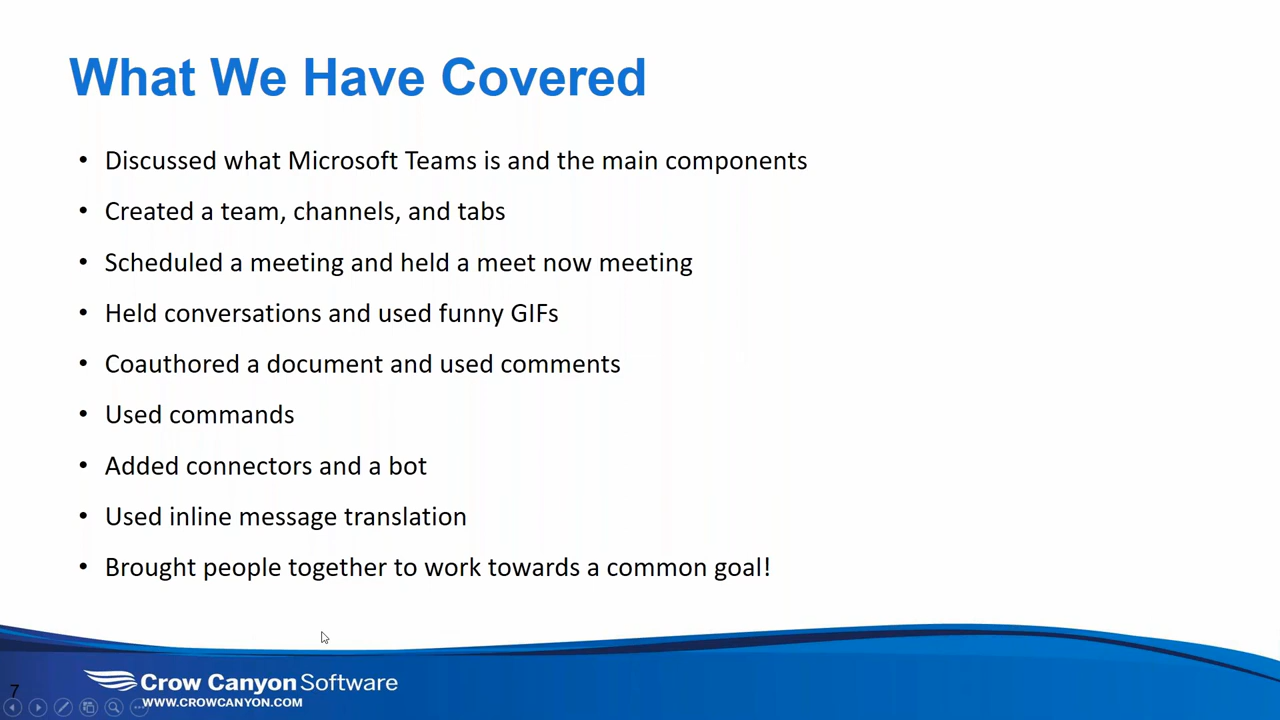 What We Have Covered
• Discussed what Microsoft Teams is and the main components
• Created a team, channels, and tabs
• Scheduled a meeting and held a meet now meeting
• Held conversations and used funny GIFs
• Coauthored a document and used comments
• Used commands
• Added connectors and a bot
• Used inline message translation
• Brought people together to work towards a common goal!
Crow Canyon Software
WWW.CROWCANYON.COM
7